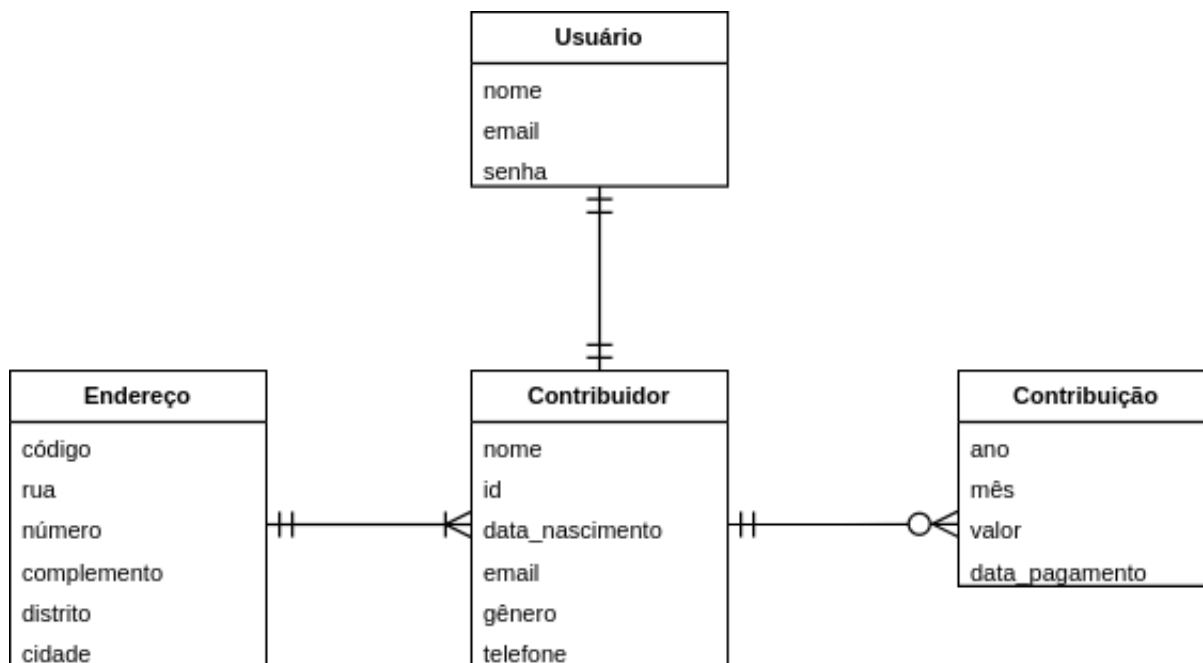 Usuário
nome
email
senha
Endereço
código
rua
número
complemento
distrito
cidade
Contribuidor
nome
id
data_nascimento
email
gênero
telefone
Contribuição
ano
mês
valor
data_pagamento